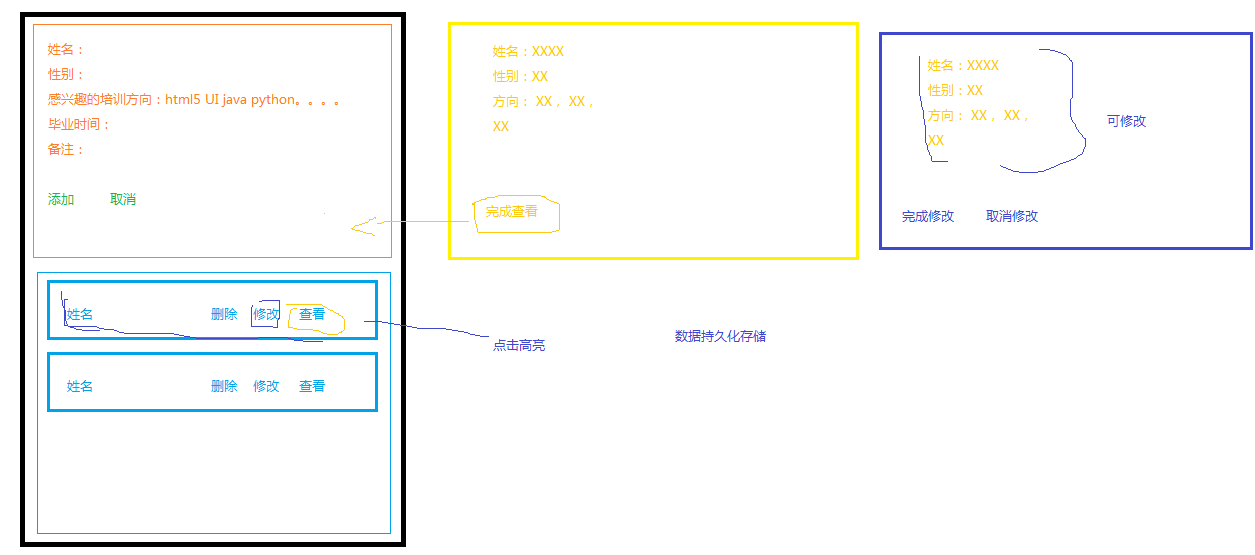 姓名：
性别：
感兴趣的培训方向：html5 UI java python。。。。
毕业时间：
备注：
添加 取消
姓名 删除 修改 查看
姓名 删除 修改 查看
姓名：XXXX
性别：XX
方向： XX， XX，
XX
完成查看
点击高亮
数据持久化存储
姓名：XXXX
性别：XX
方向： XX， XX，
XX
可修改
完成修改 取消修改